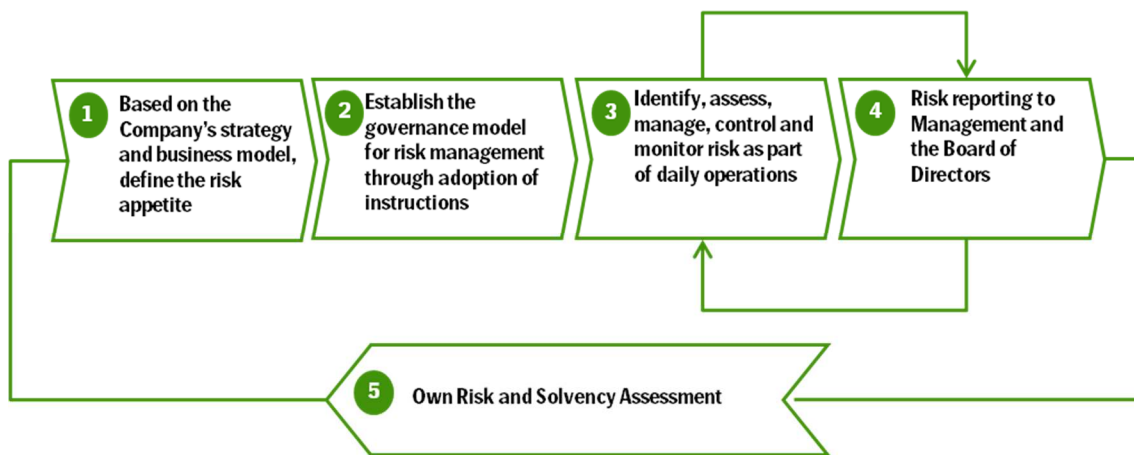 1
Based on the
Company's strategy
and business model,
define the risk
appetite
2
Establish the
governance model
for risk management
through adoption of
instructions
3
Identify, assess,
manage, control and
monitor risk as part
of daily operations
4
Risk reporting to
Management and
the Board of
Directors
5
Own Risk and Solvency Assessment